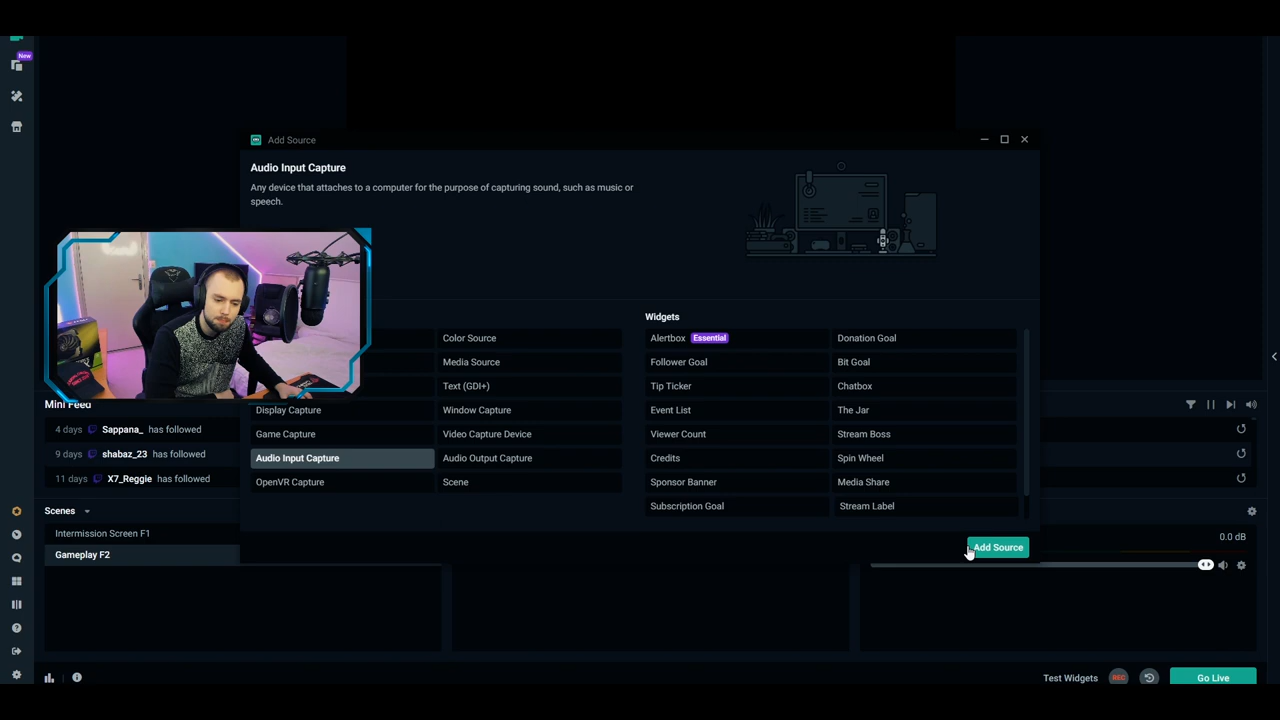 New
Add Source
Audio Input Capture
Any device that attaches to a computer for the purpose of capturing sound, such as music or
speech.
Color Source
Media Source
Text (GDI+)
Display Capture
Window Capture
Game Capture
Video Capture Device
Audio Input Capture
Audio Output Capture
OpenVR Capture
Scene
Widgets
Alertbox Essential
Donation Goal
Follower Goal
Bit Goal
Tip Ticker
Chatbox
Event List
The Jar
Viewer Count
Stream Boss
Credits
Spin Wheel
Sponsor Banner
Media Share
Subscription Goal
Stream Label
Add Source
Mini Feed
4 days Sappana_ has followed
9 days shabaz_23 has followed
11 days X7_Reggie has followed
Scenes
Intermission Screen F1
Gameplay F2
0.0 dB
Test Widgets
REC
Go Live